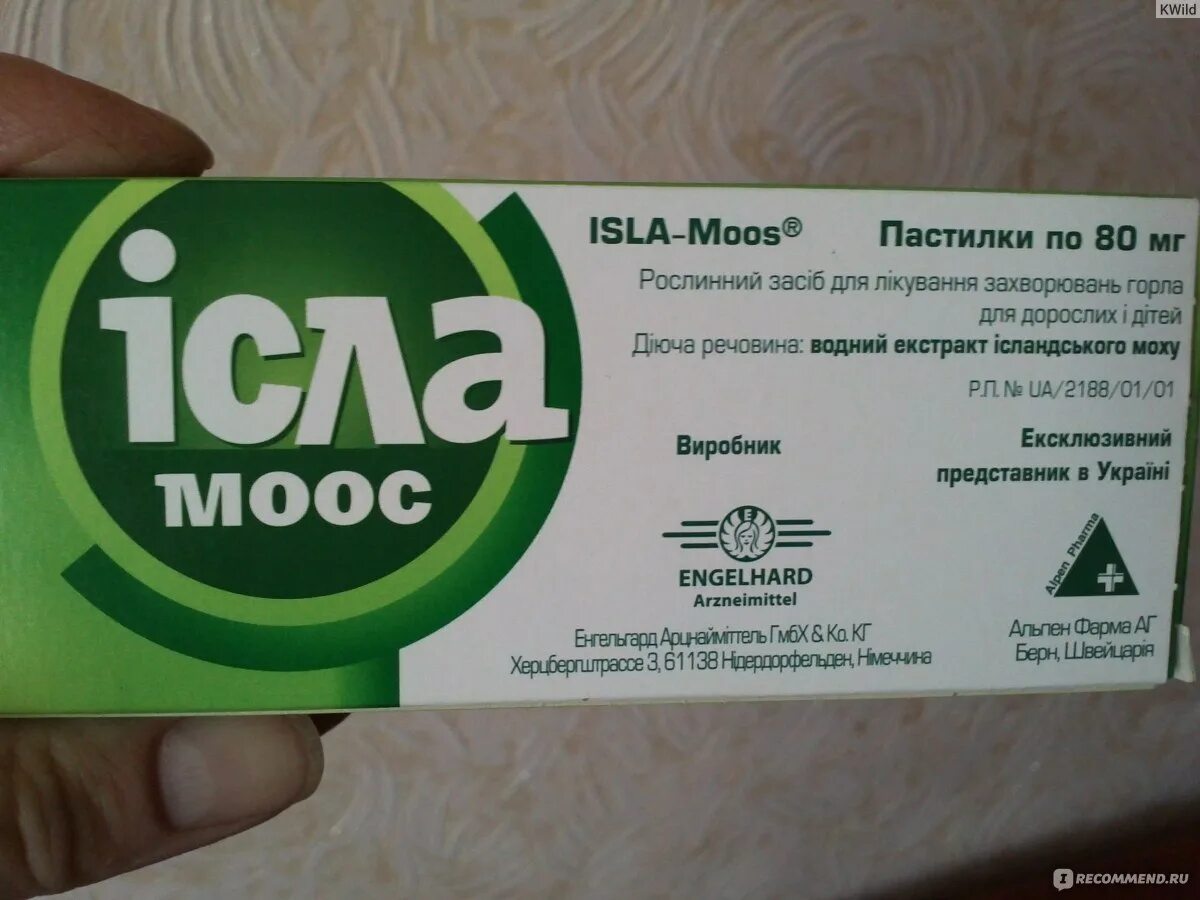 KWild
ісла
моос
ISLA-Moos® Пастилки по 80 мг
Рослинний засіб для лікування захворювань горла
для дорослих і дітей
Діюча речовина: водний екстракт ісландського моху
Р.П. № UA/2188/01/01
Виробник
Ексклюзивний
представник в Україні
E
ENGELHARD
Arzneimittel
Alpen Pharma
Енгельгард Арцнайміттель ГмбХ & Ко. КГ
Херцбергштрассе 3, 61138 Нідердорфельден, Німеччина
Альпен Фарма АГ
Берн, Швейцарія
I RECOMMEND.RU